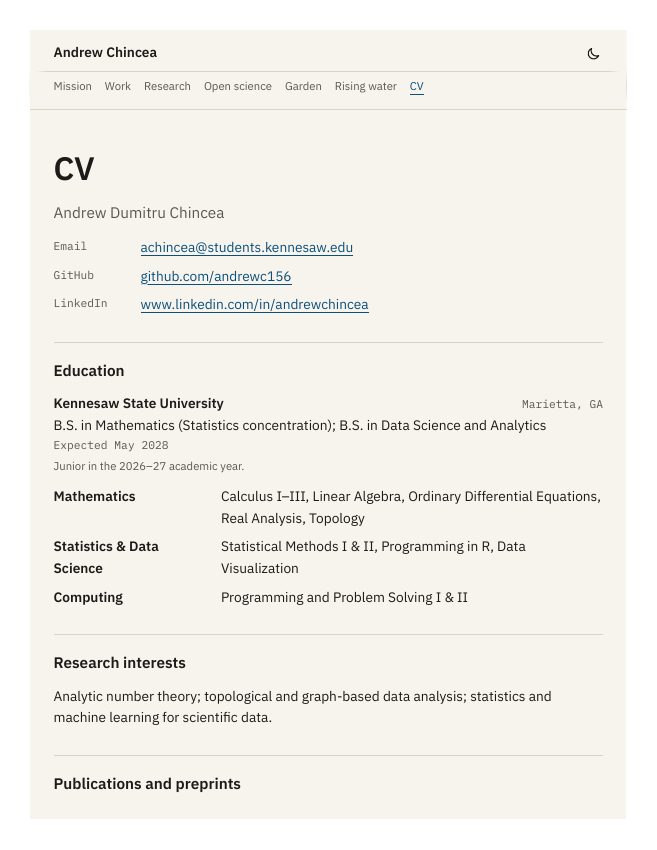 Andrew Chincea
Mission Work Research Open science Garden Rising water CV
CV
Andrew Dumitru Chincea
Email achincea@students.kennesaw.edu
GitHub github.com/andrewc156
LinkedIn www.linkedin.com/in/andrewchincea
Education
Kennesaw State University Marietta, GA
B.S. in Mathematics (Statistics concentration); B.S. in Data Science and Analytics
Expected May 2028
Junior in the 2026–27 academic year.
Mathematics Calculus I–III, Linear Algebra, Ordinary Differential Equations,
Real Analysis, Topology
Statistics & Data Statistical Methods I & II, Programming in R, Data
Science Visualization
Computing Programming and Problem Solving I & II
Research interests
Analytic number theory; topological and graph-based data analysis; statistics and
machine learning for scientific data.
Publications and preprints